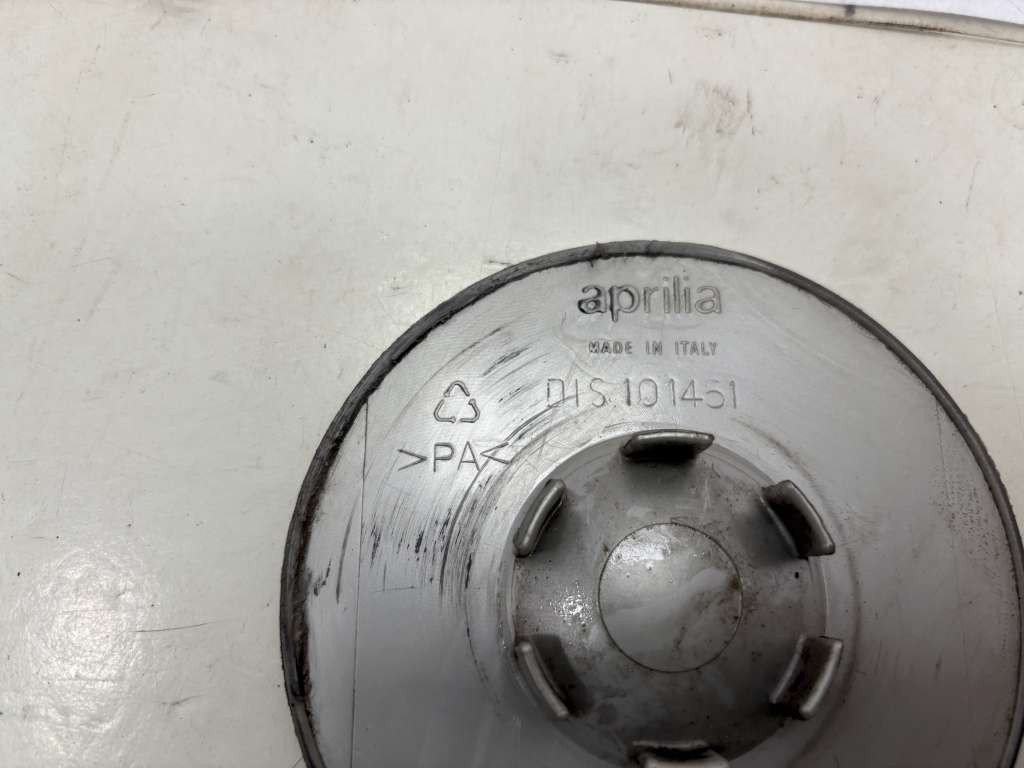 aprilia
MADE IN ITALY
DIS 101451
>PA<